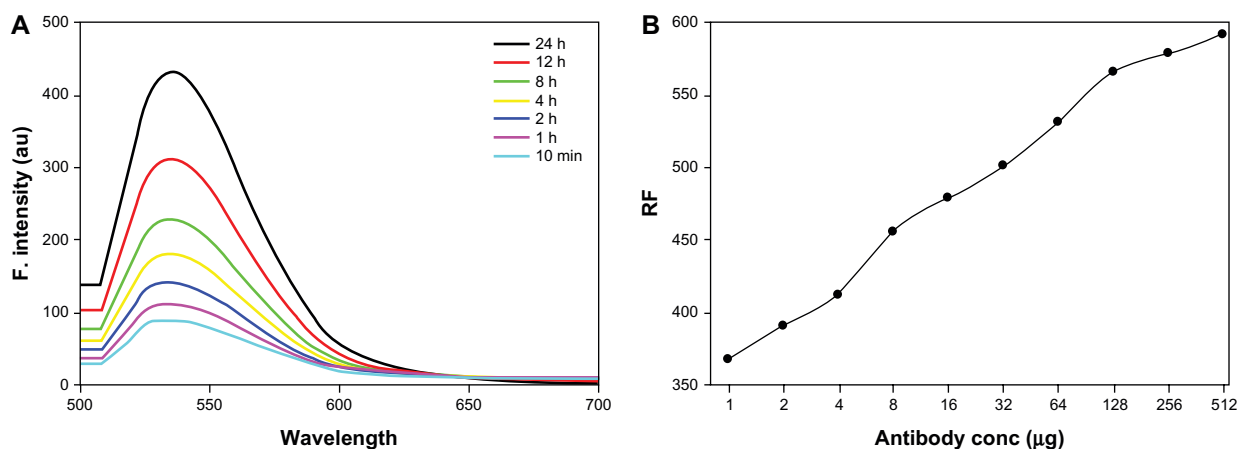 A
500
400
300
200
100
0
F. intensity (au)
500 550 600 650 700
Wavelength
24 h
12 h
8 h
4 h
2 h
1 h
10 min
B
600
550
500
450
400
350
RF
1 2 4 8 16 32 64 128 256 512
Antibody conc (µg)